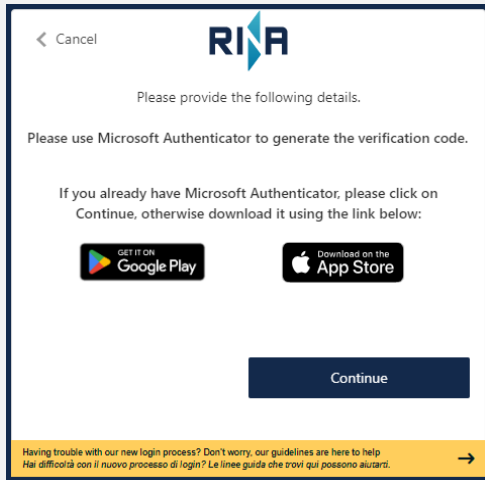 Cancel
RINA
Please provide the following details.
Please use Microsoft Authenticator to generate the verification code.
If you already have Microsoft Authenticator, please click on
Continue, otherwise download it using the link below:
GET IT ON
Google Play
Download on the
App Store
Continue
Having trouble with our new login process? Don't worry, our guidelines are here to help
Hai difficoltà con il nuovo processo di login? Le linee guida che trovi qui possono aiutarti.